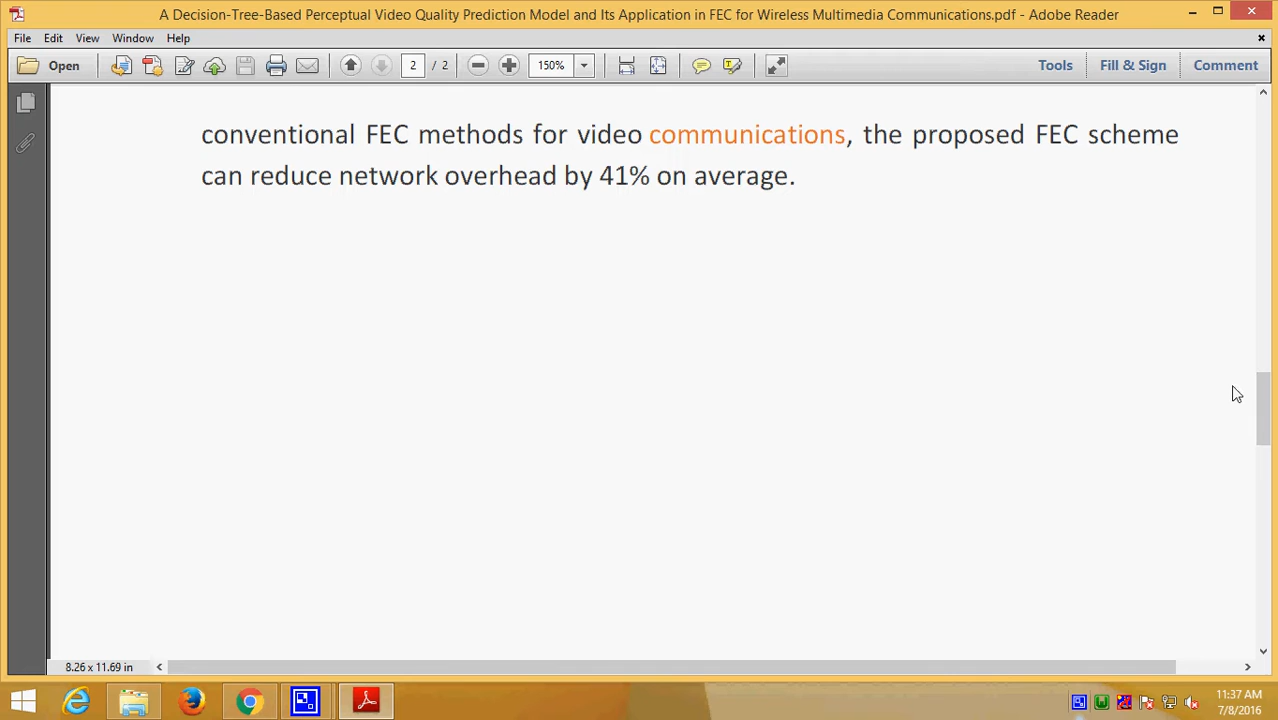 A Decision-Tree-Based Perceptual Video Quality Prediction Model and Its Application in FEC for Wireless Multimedia Communications.pdf - Adobe Reader
File Edit View Window Help
Open 2 / 2 150% Tools Fill & Sign Comment
conventional FEC methods for video communications, the proposed FEC scheme
can reduce network overhead by 41% on average.
8.26 x 11.69 in
11:37 AM
7/8/2016